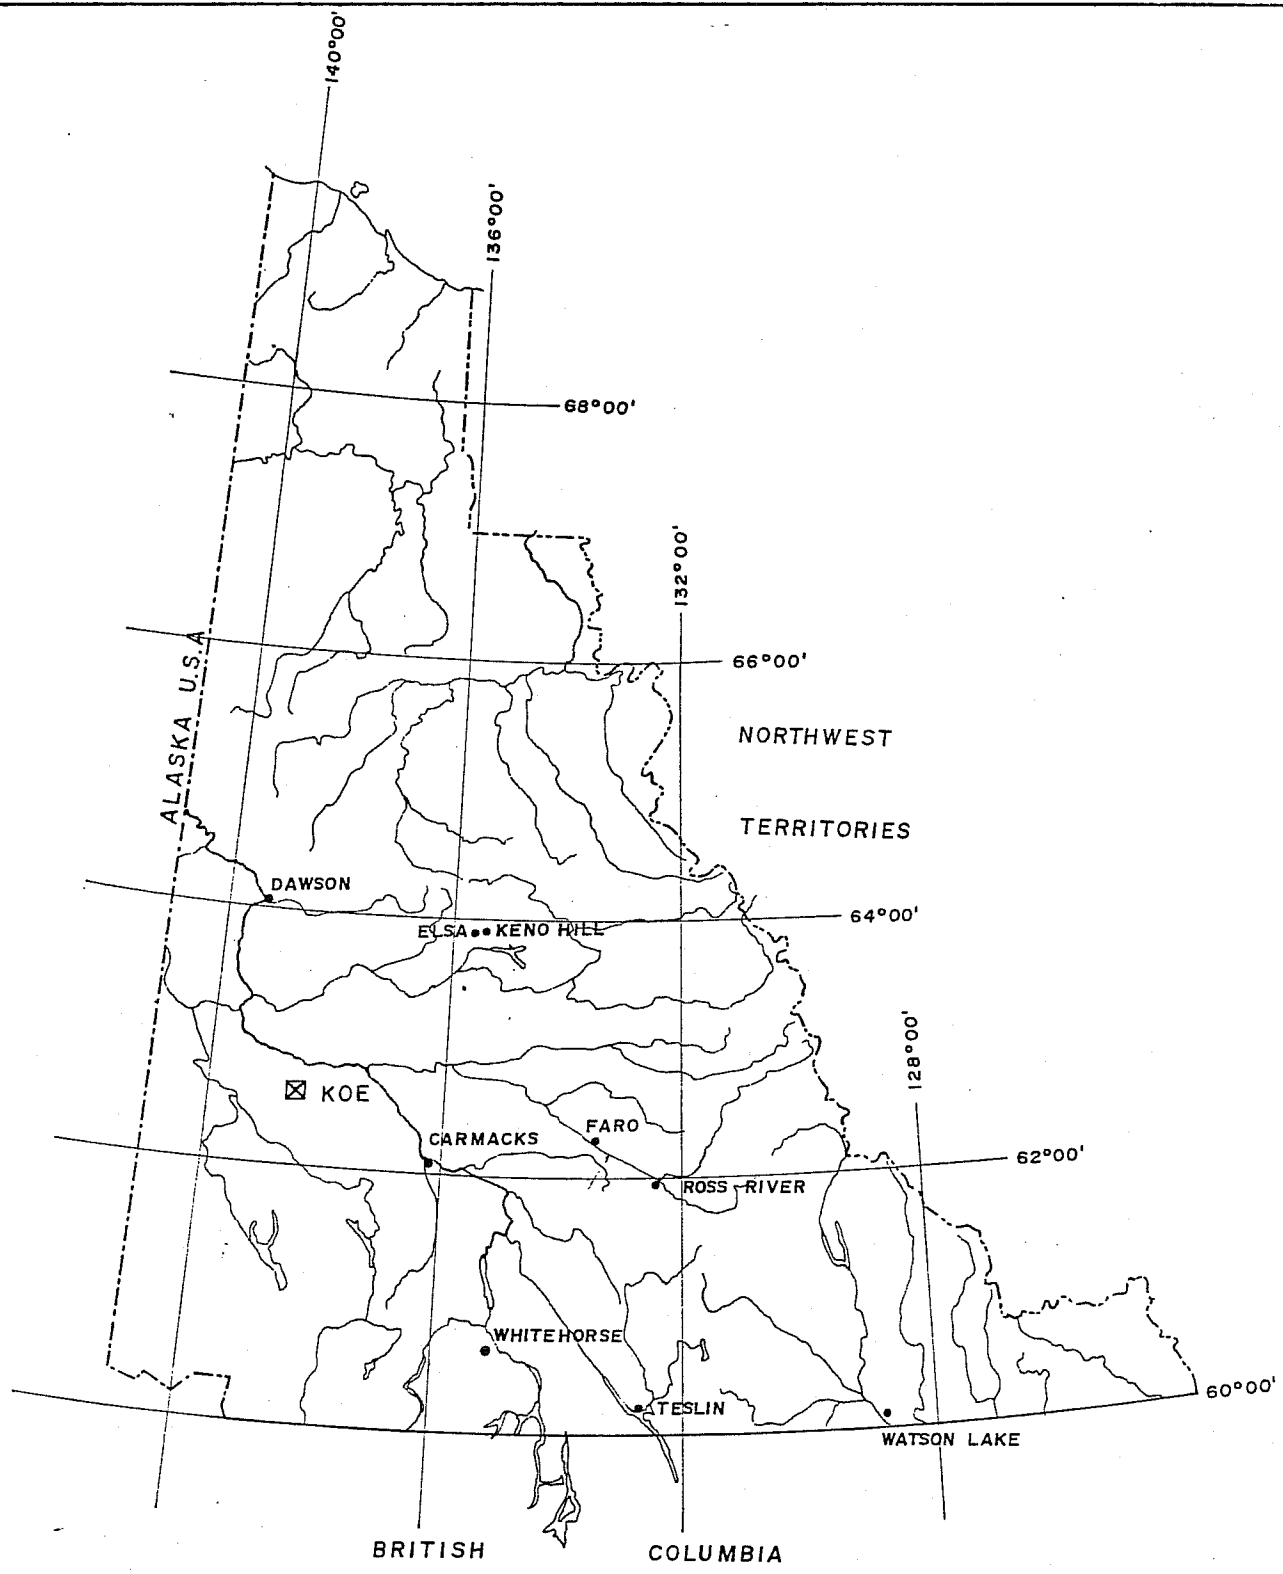 140°00'
136°00'
68°00'
132°00'
66°00'
ALASKA U.S.A
NORTHWEST
TERRITORIES
DAWSON
64°00'
ELSA KENO HILL
128°00'
KOE
FARO
CARMACKS
62°00'
ROSS RIVER
WHITEHORSE
60°00'
TESLIN
WATSON LAKE
BRITISH COLUMBIA